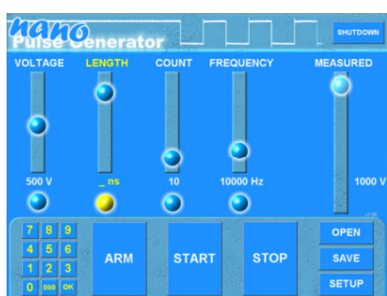 nano
Pulse Generator
SHUTDOWN
VOLTAGE LENGTH COUNT FREQUENCY MEASURED
500 V _ ns 10 10000 Hz 1000 V
7 8 9
4 5 6
1 2 3
0 000 OK
ARM START STOP
OPEN
SAVE
SETUP